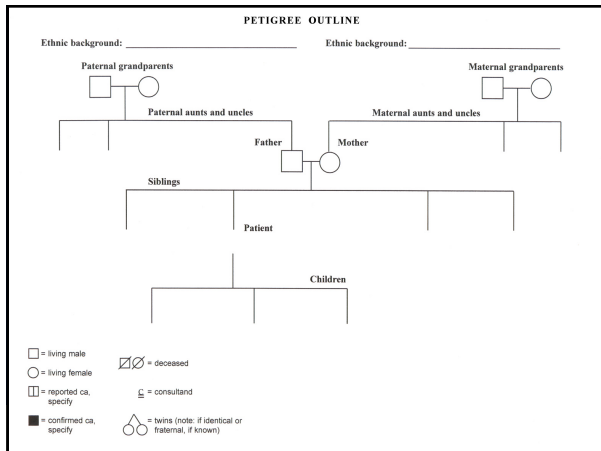 PETIGREE OUTLINE
Ethnic background: Ethnic background:
Paternal grandparents Maternal grandparents
Paternal aunts and uncles Maternal aunts and uncles
Father Mother
Siblings
Patient
Children
= living male
= living female
= reported ca,
specify
= confirmed ca,
specify
= deceased
c = consultand
= twins (note: if identical or
fraternal, if known)